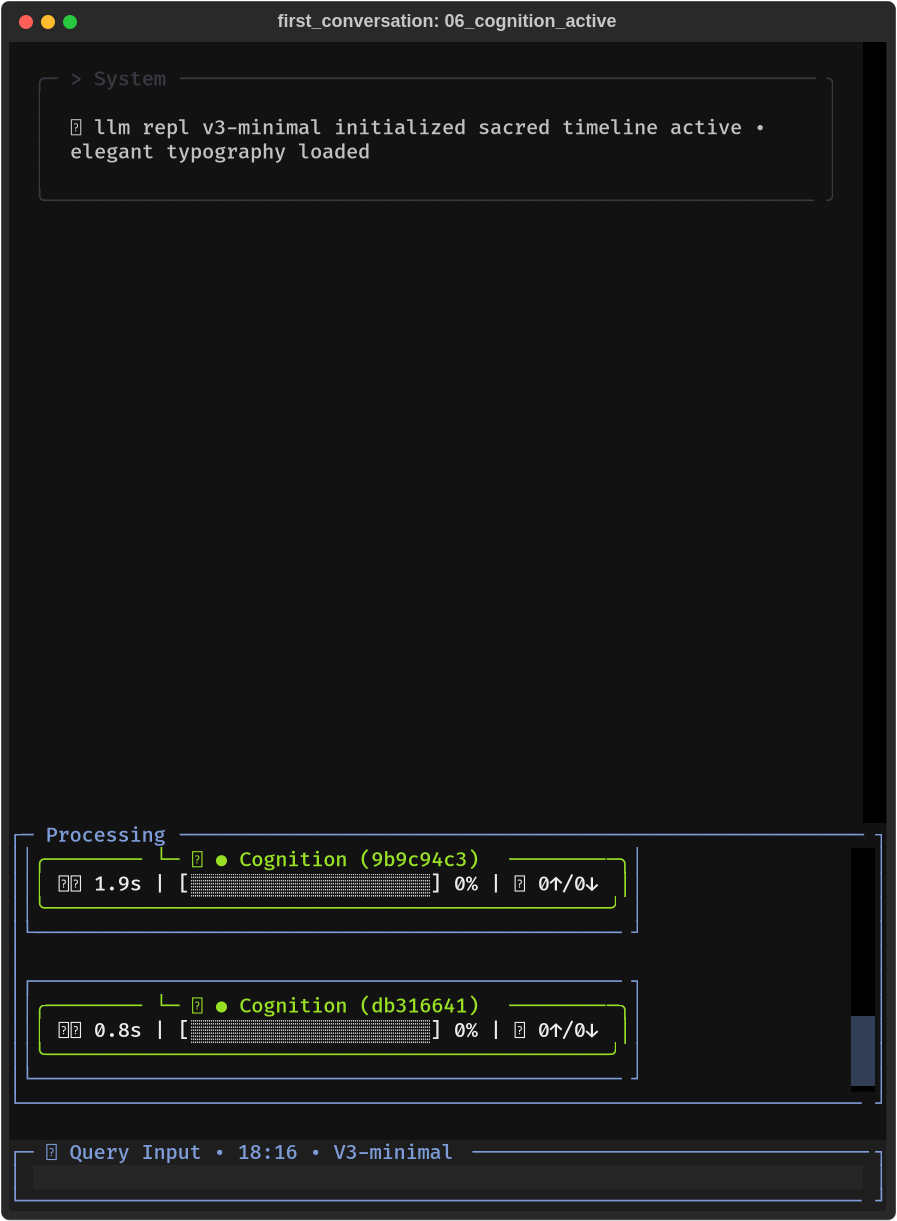 first_conversation: 06_cognition_active
> System
llm repl v3-minimal initialized sacred timeline active •
elegant typography loaded
Processing
● Cognition (9b9c94c3)
1.9s | [░░░░░░░░░░░░░░░░░░░░] 0% | 0↑/0↓
● Cognition (db316641)
0.8s | [░░░░░░░░░░░░░░░░░░░░] 0% | 0↑/0↓
Query Input • 18:16 • V3-minimal